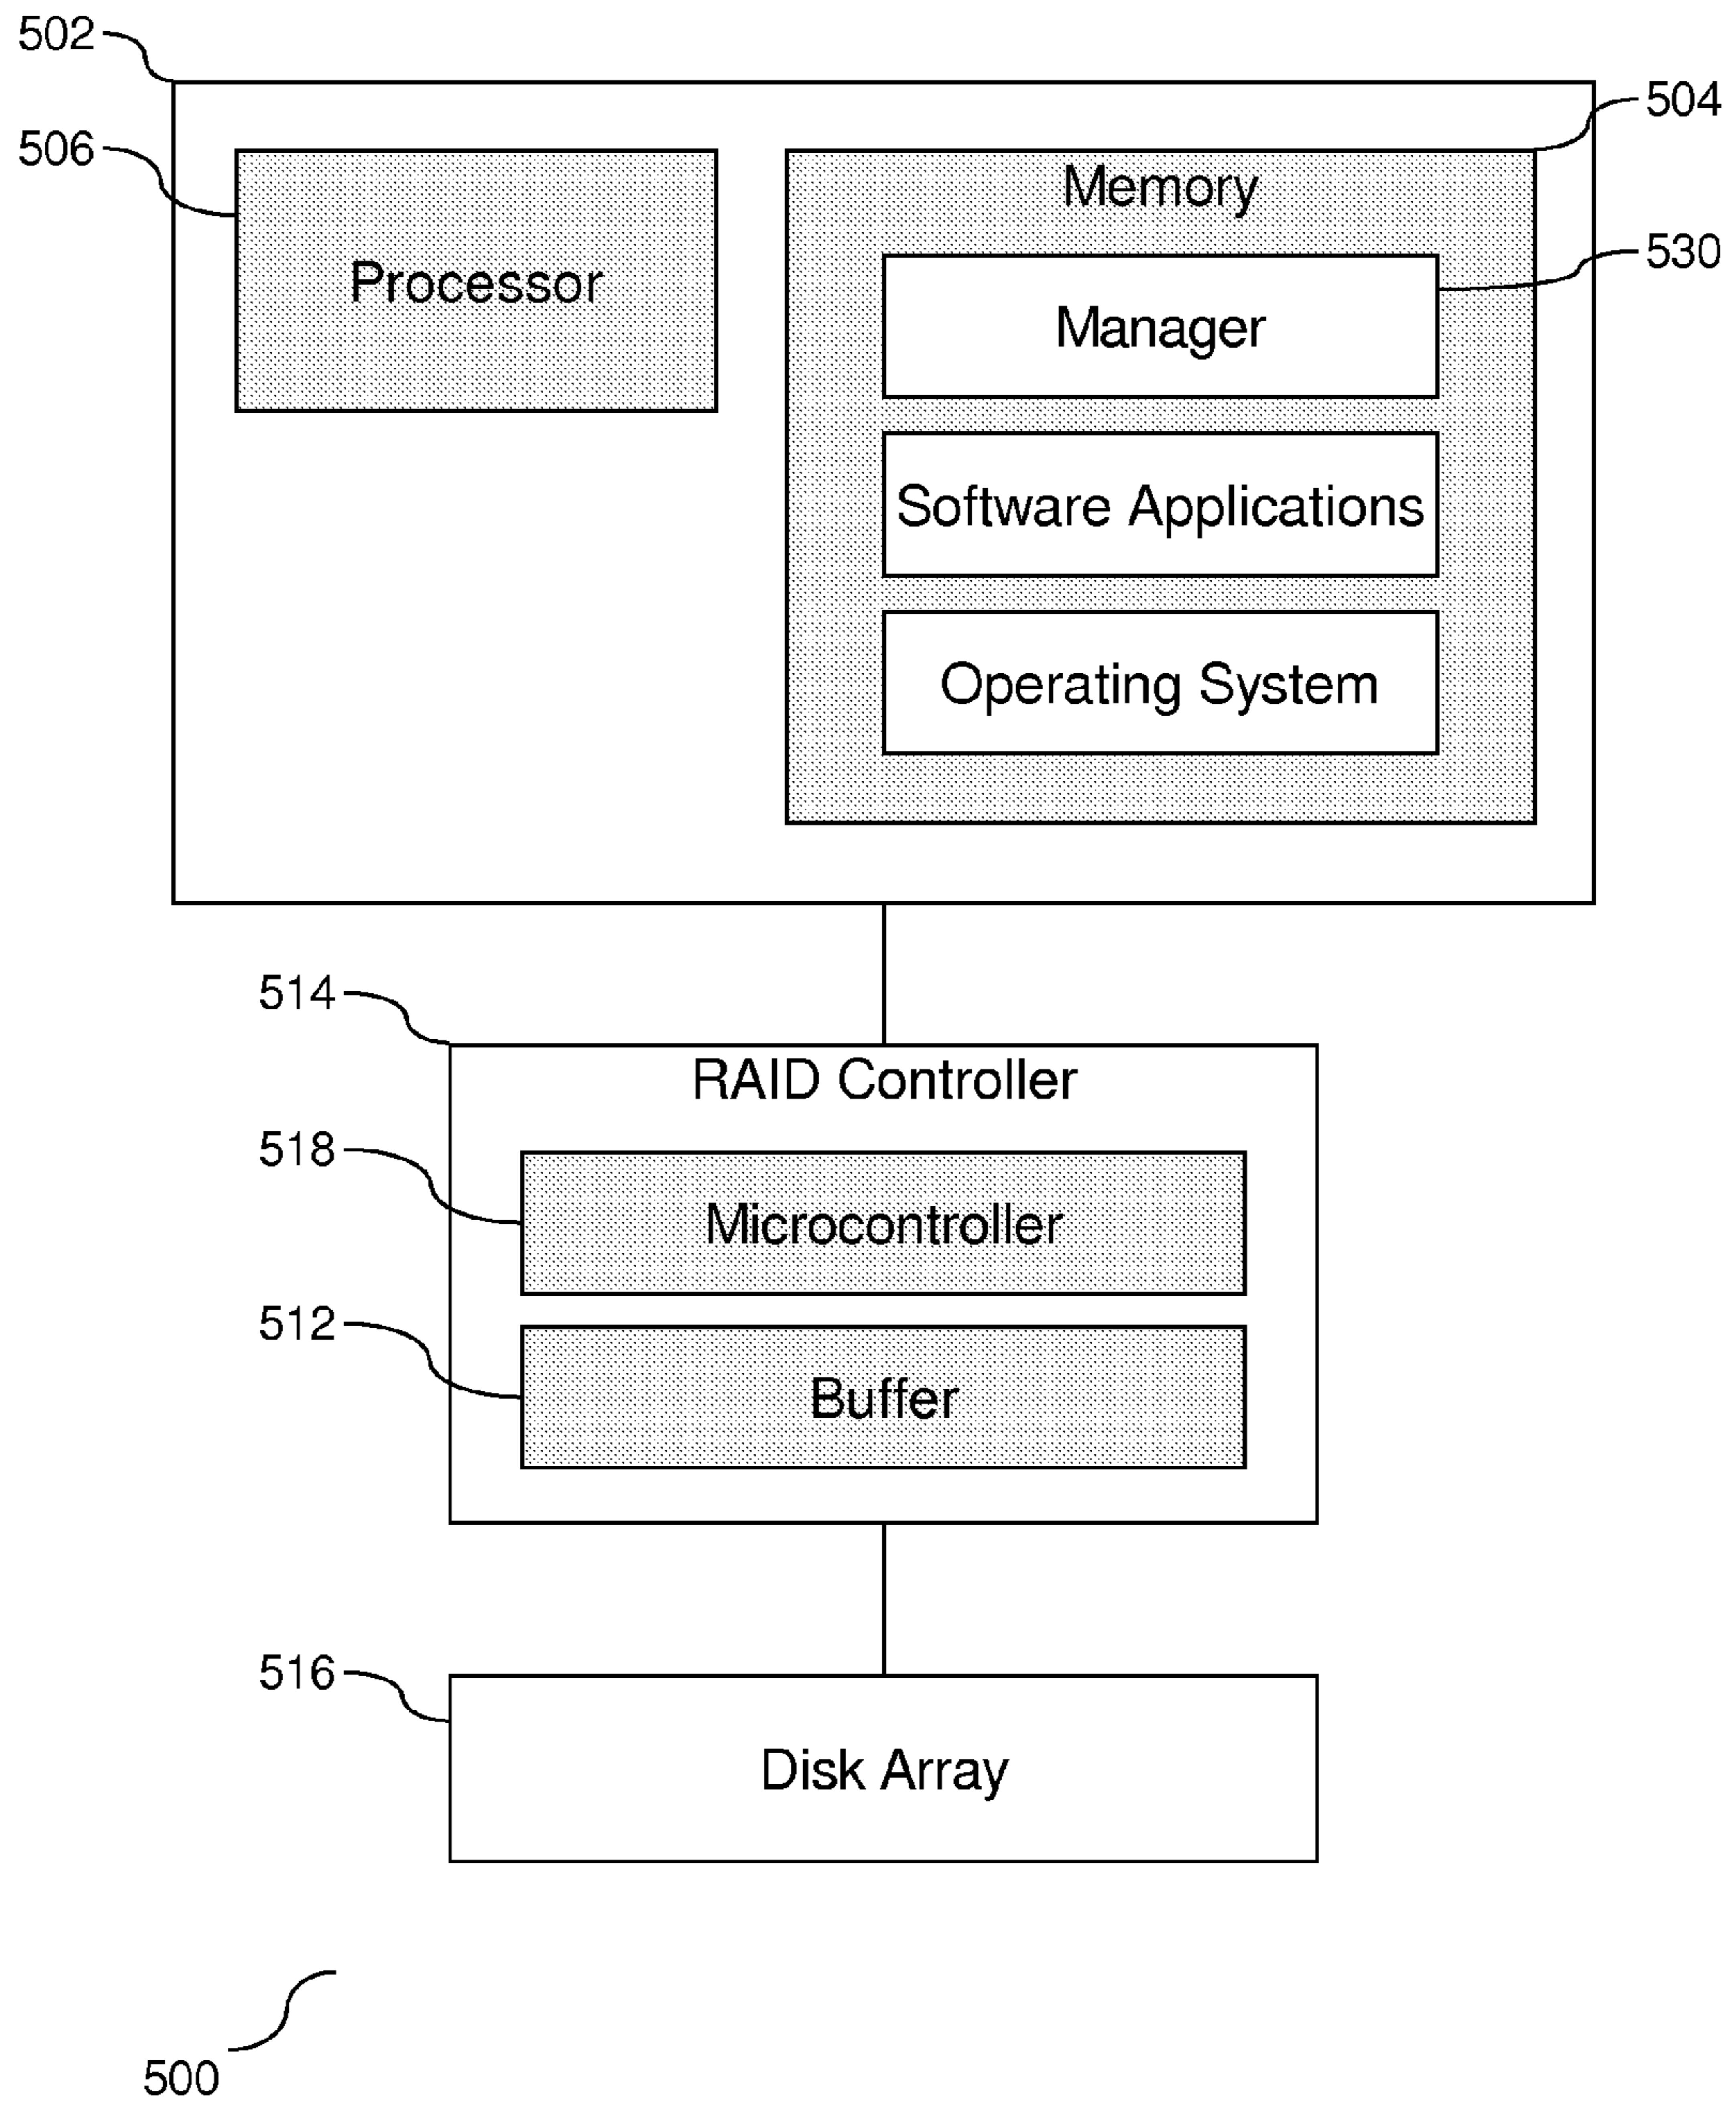 502
504
506
Memory
530
Processor
Manager
Software Applications
Operating System
514
RAID Controller
518
Microcontroller
512
Buffer
516
Disk Array
500